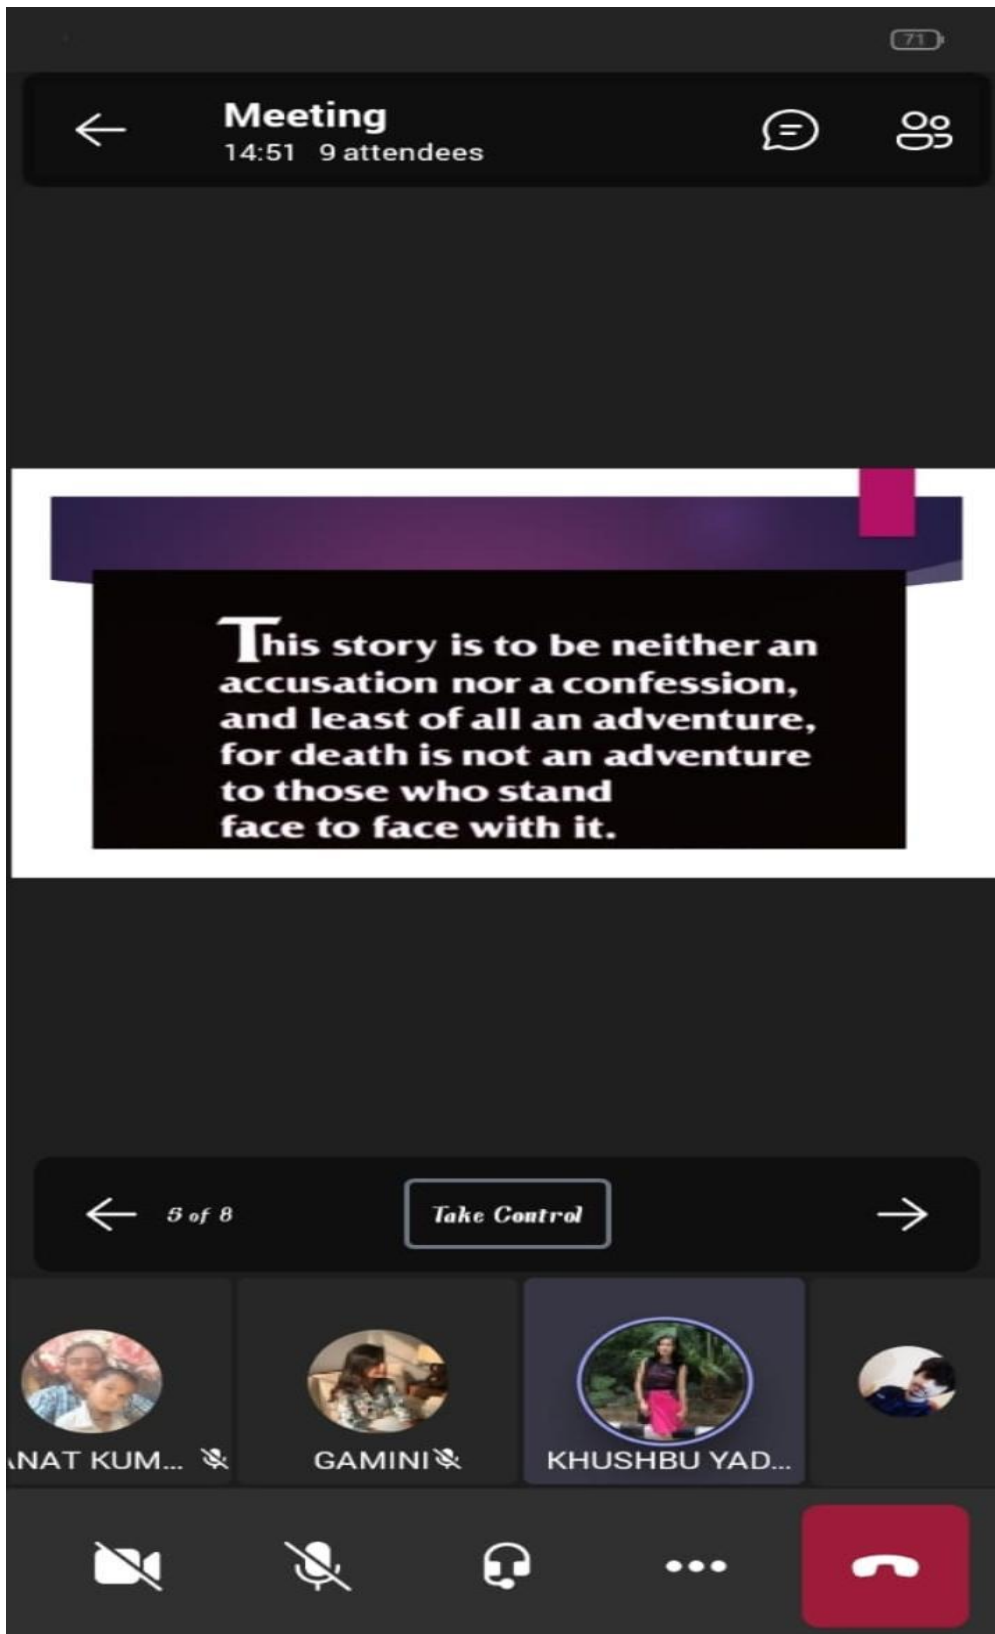 71
Meeting
14:51 9 attendees
This story is to be neither an
accusation nor a confession,
and least of all an adventure,
for death is not an adventure
to those who stand
face to face with it.
5 of 8
Take Control
NAT KUM...
GAMINI
KHUSHBU YAD...